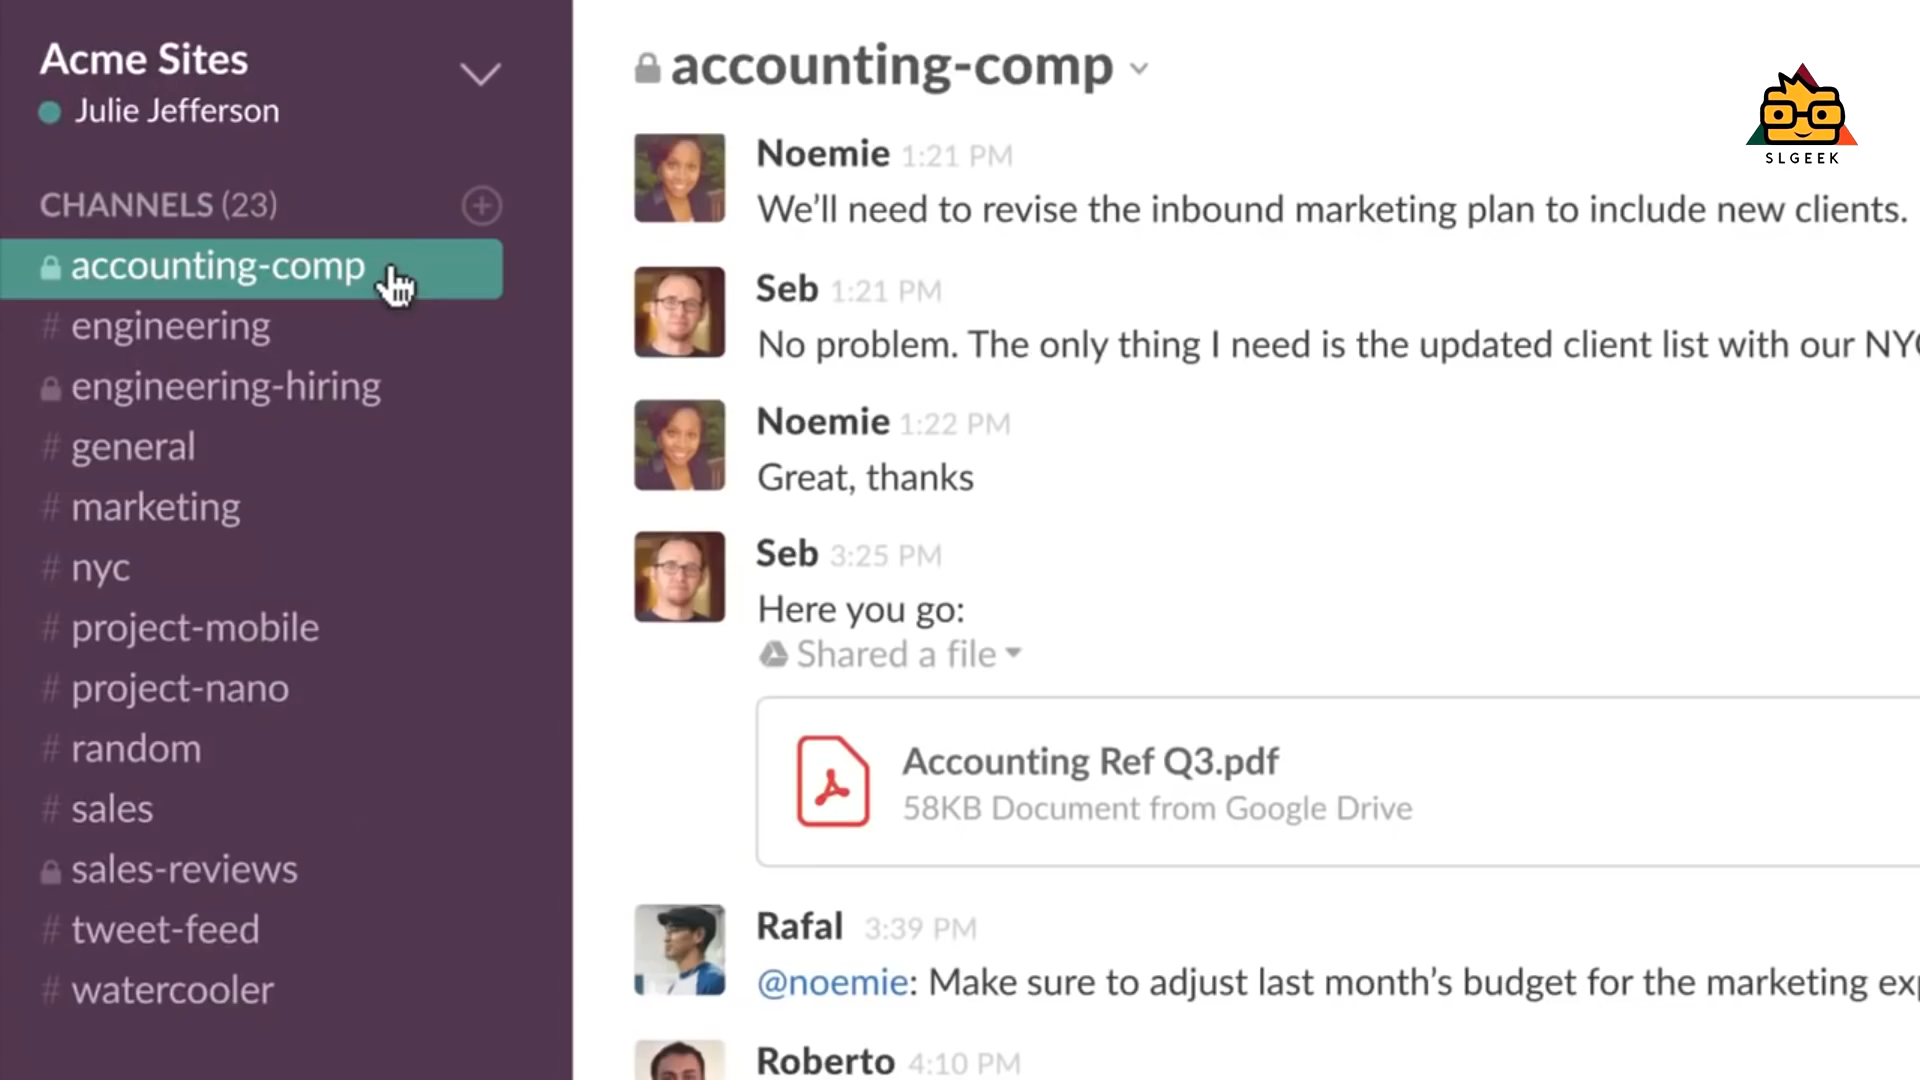 Acme Sites
Julie Jefferson
CHANNELS (23)
accounting-comp
# engineering
engineering-hiring
# general
# marketing
# nyc
# project-mobile
# project-nano
# random
# sales
sales-reviews
# tweet-feed
# watercooler
accounting-comp
SLGEEK
Noemie 1:21 PM
We’ll need to revise the inbound marketing plan to include new clients.
Seb 1:21 PM
No problem. The only thing I need is the updated client list with our
Noemie 1:22 PM
Great, thanks
Seb 3:25 PM
Here you go:
Shared a file
Accounting Ref Q3.pdf
58KB Document from Google Drive
Rafal 3:39 PM
@noemie: Make sure to adjust last month’s budget for the marketing
Roberto 4:10 PM